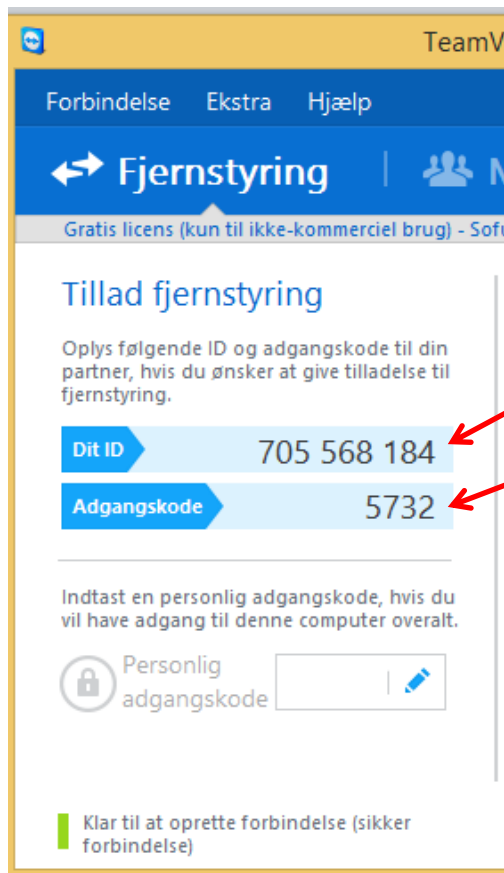 TeamV
Forbindelse Ekstra Hjælp
Fjernstyring
Gratis licens (kun til ikke-kommerciel brug) - Sofu
Tillad fjernstyring
Oplys følgende ID og adgangskode til din
partner, hvis du ønsker at give tilladelse til
fjernstyring.
Dit ID 705 568 184
Adgangskode 5732
Indtast en personlig adgangskode, hvis du
vil have adgang til denne computer overalt.
Personlig
adgangskode
Klar til at oprette forbindelse (sikker
forbindelse)